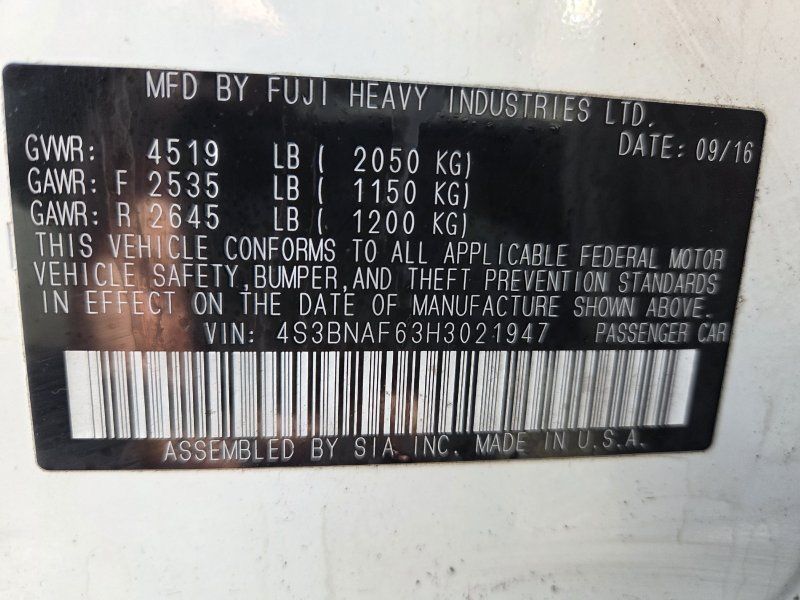 MFD BY FUJI HEAVY INDUSTRIES LTD.
DATE: 09/16
GVWR: 4519 LB ( 2050 KG)
GAWR: F 2535 LB ( 1150 KG)
GAWR: R 2645 LB ( 1200 KG)
THIS VEHICLE CONFORMS TO ALL APPLICABLE FEDERAL MOTOR
VEHICLE SAFETY,BUMPER,AND THEFT PREVENTION STANDARDS
IN EFFECT ON THE DATE OF MANUFACTURE SHOWN ABOVE.
VIN: 4S3BNAF63H3021947 PASSENGER CAR
ASSEMBLED BY SIA INC. MADE IN U.S.A.